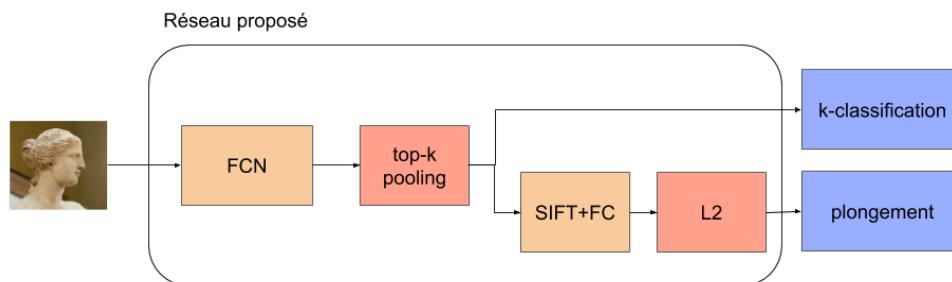 Réseau proposé
FCN
top-k
pooling
k-classification
SIFT+FC
L2
plongement